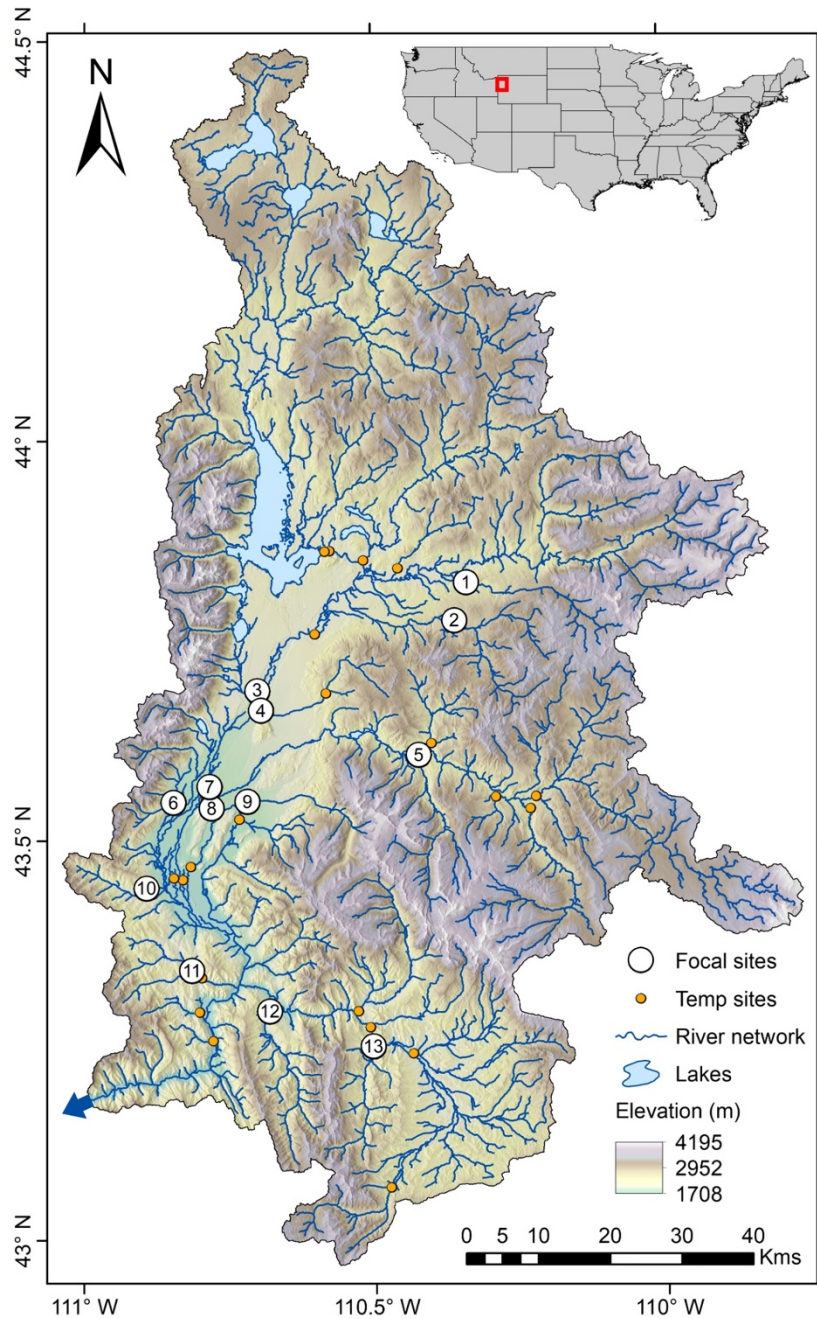 44.5° N
N
44° N
1
2
3
4
5
7
6
8
9
43.5° N
10
Focal sites
11
Temp sites
12
River network
13
Lakes
Elevation (m)
4195
2952
1708
43° N
0 5 10 20 30 40
Kms
111° W 110.5° W 110° W